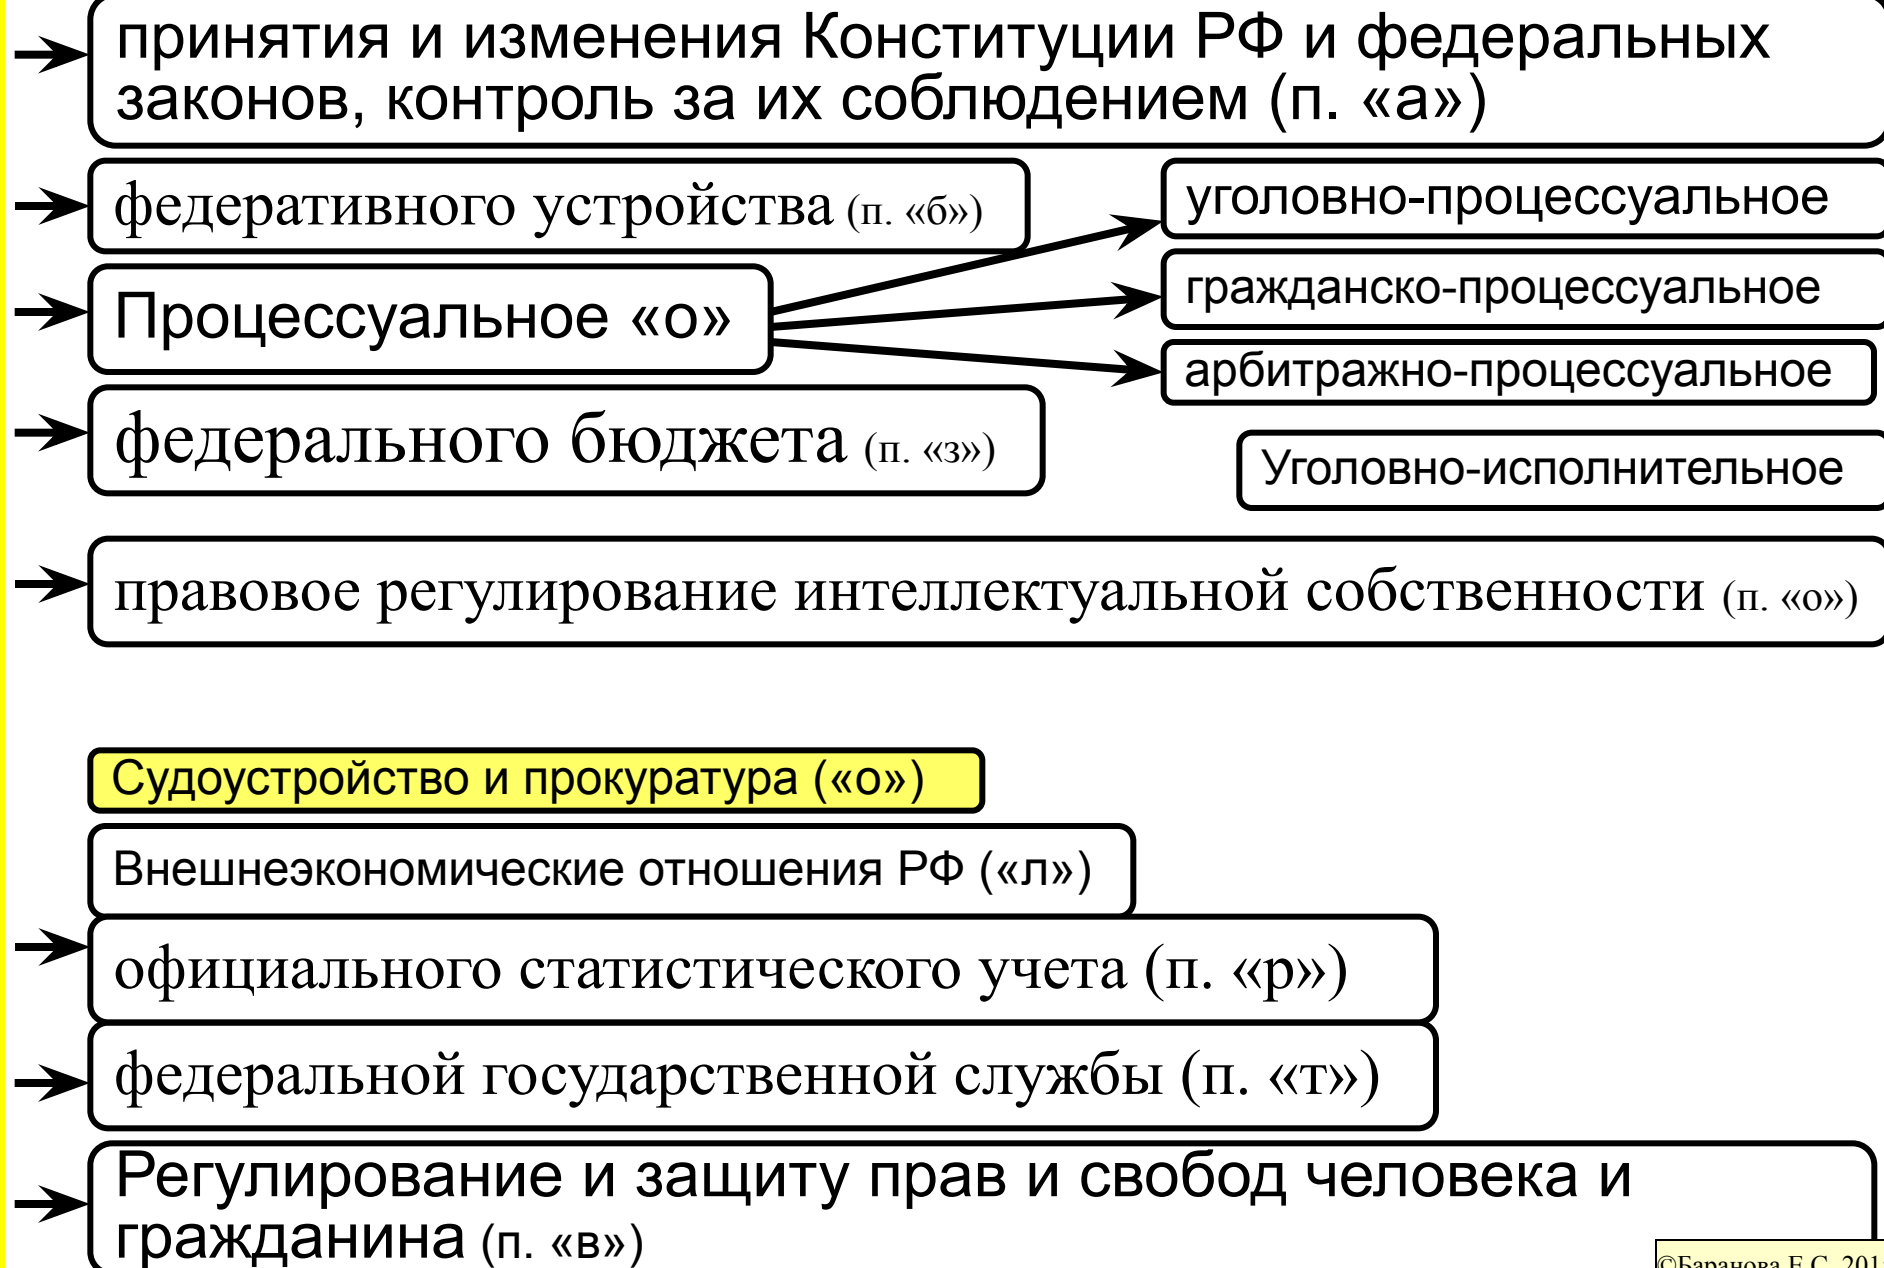 принятия и изменения Конституции РФ и федеральных
законов, контроль за их соблюдением (п. «а»)
федеративного устройства (п. «б»)
уголовно-процессуальное
Процессуальное «о»
гражданско-процессуальное
арбитражно-процессуальное
федерального бюджета (п. «з»)
Уголовно-исполнительное
правовое регулирование интеллектуальной собственности (п. «о»)
Судоустройство и прокуратура («о»)
Внешнеэкономические отношения РФ («л»)
официального статистического учета (п. «р»)
федеральной государственной службы (п. «т»)
Регулирование и защиту прав и свобод человека и
гражданина (п. «в»)
©Баранова Е.С.